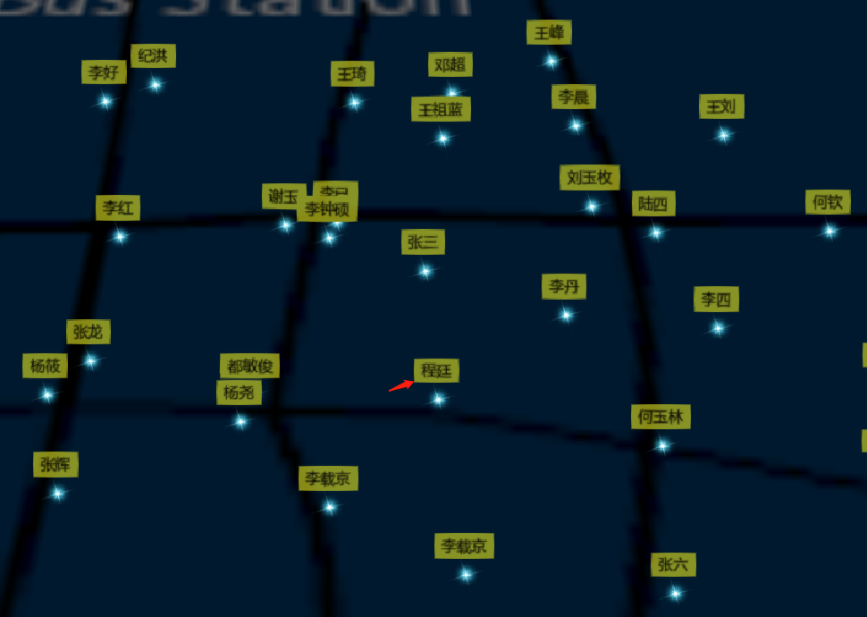 Bus Station
王峰
纪洪
李好
王琦
邓超
王祖蓝
李晨
王刘
刘玉枚
谢玉
李钟硕
李红
陆四
何钦
张三
李丹
李四
张龙
杨筱
都敏俊
程廷
杨尧
何玉林
张辉
李载京
李载京
张六